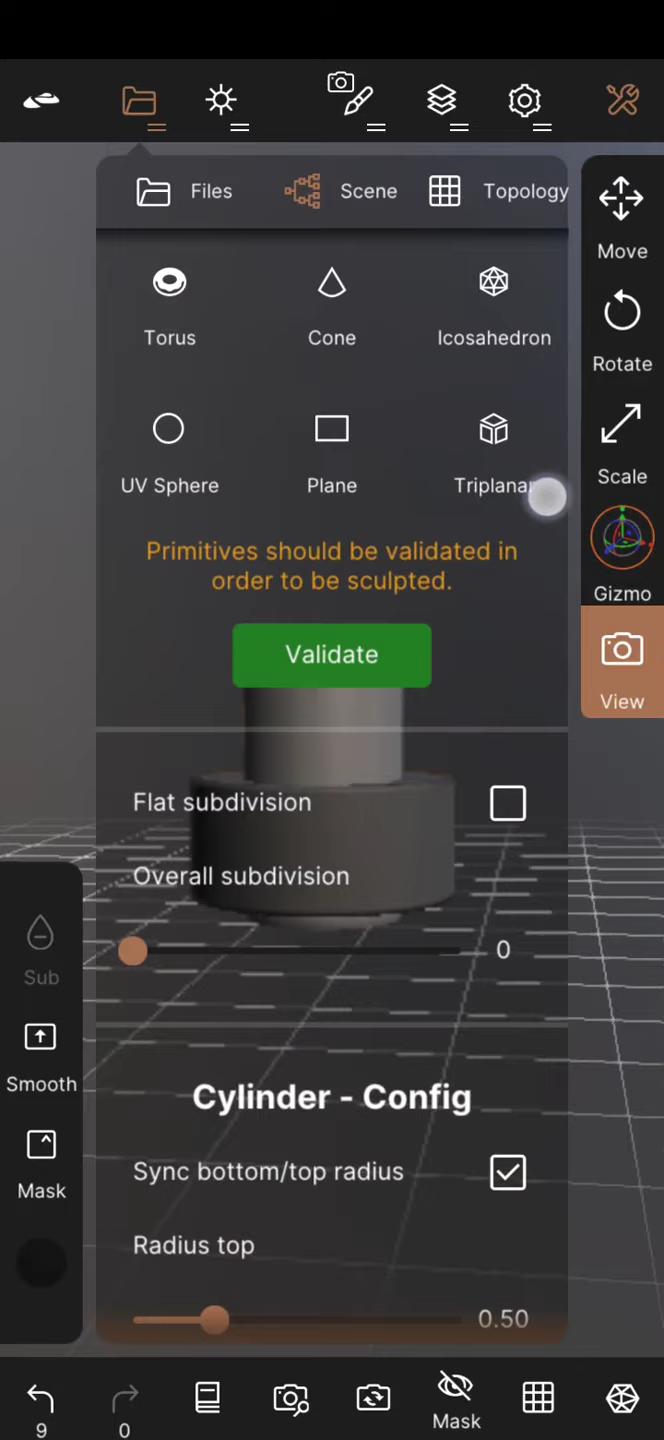 Files
Scene
Topology
Torus
Cone
Icosahedron
UV Sphere
Plane
Triplanar
Primitives should be validated in
order to be sculpted.
Validate
Flat subdivision
Overall subdivision
0
Cylinder - Config
Sync bottom/top radius
Radius top
0.50
Move
Rotate
Scale
Gizmo
View
Sub
Smooth
Mask
9
0
Mask